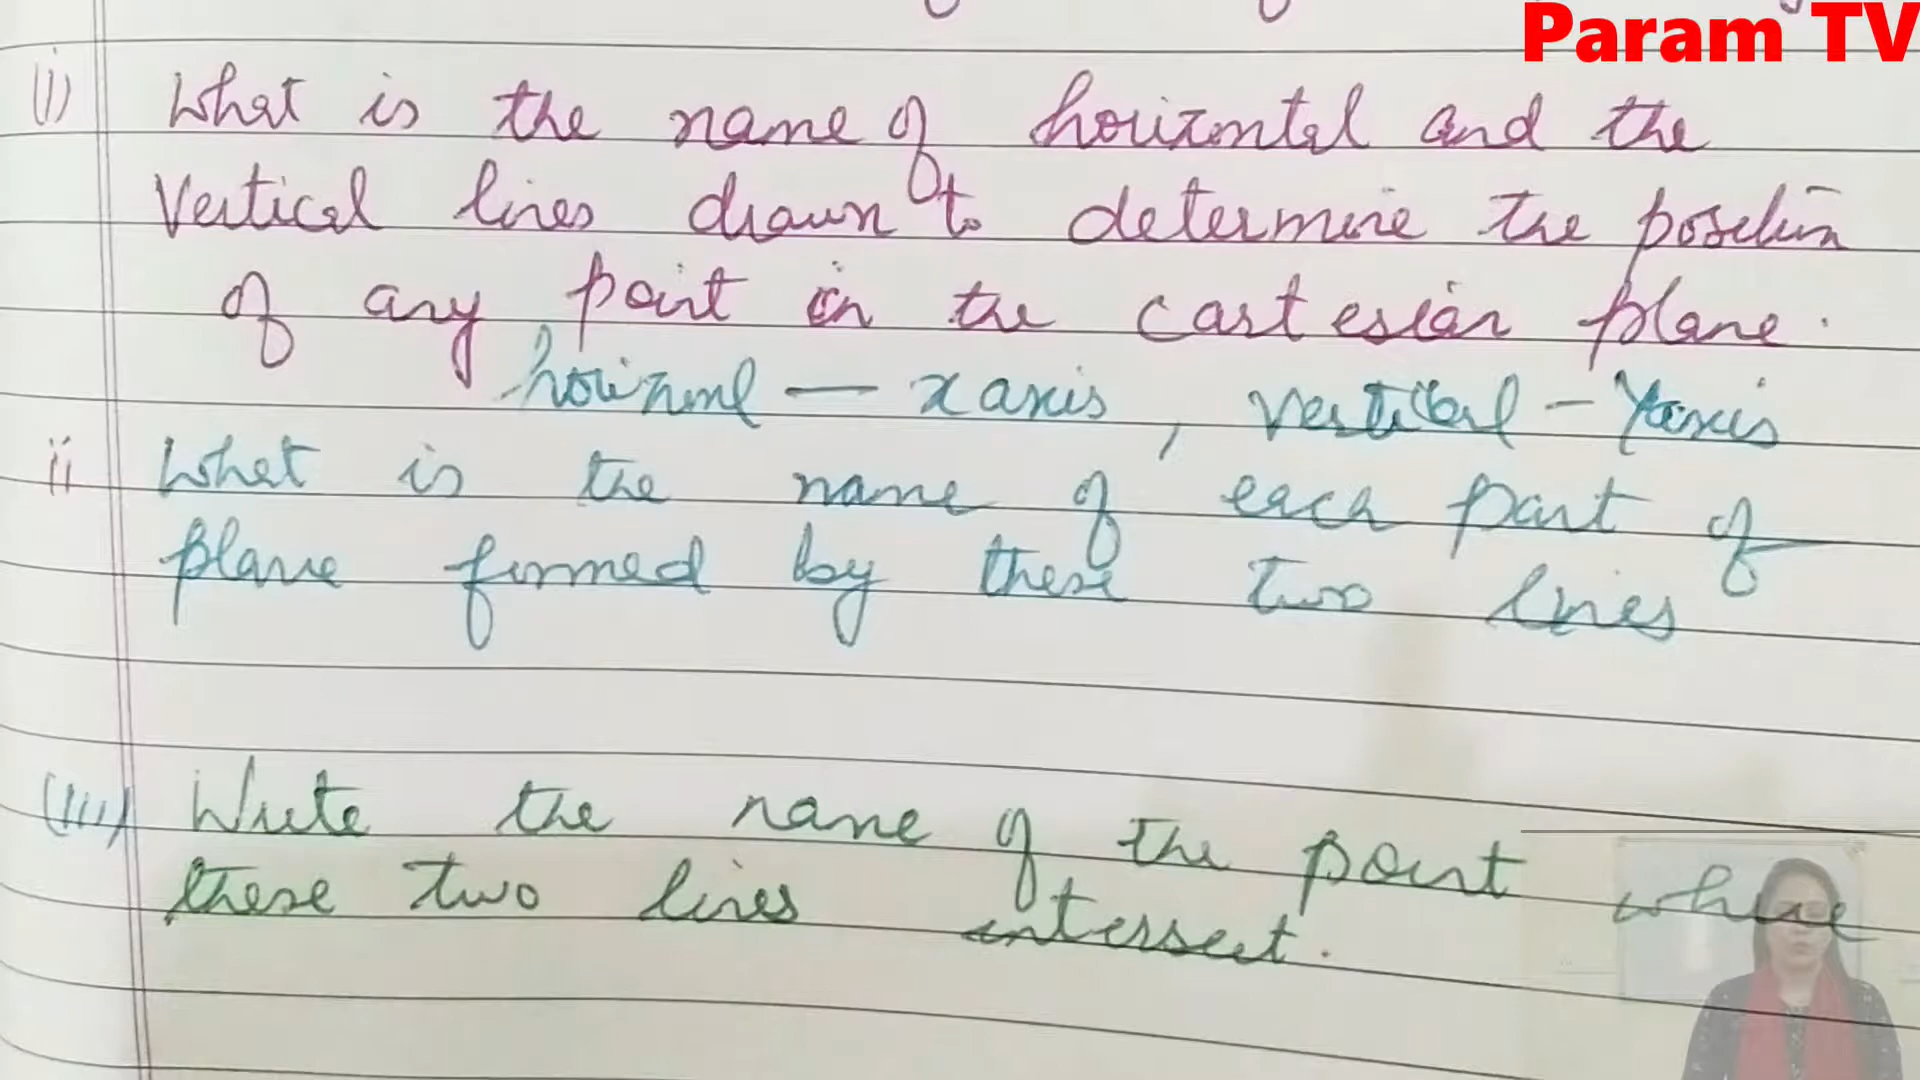 Param TV
(i) What is the name of horizontal and the
Vertical lines drawn to determine the position
of any point in the cartesian plane.
horizonl — x axis, vertical – Y axis
ii What is the name of each part of
plane formed by these two lines
(iii) Write the name of the point where
these two lines intersect.